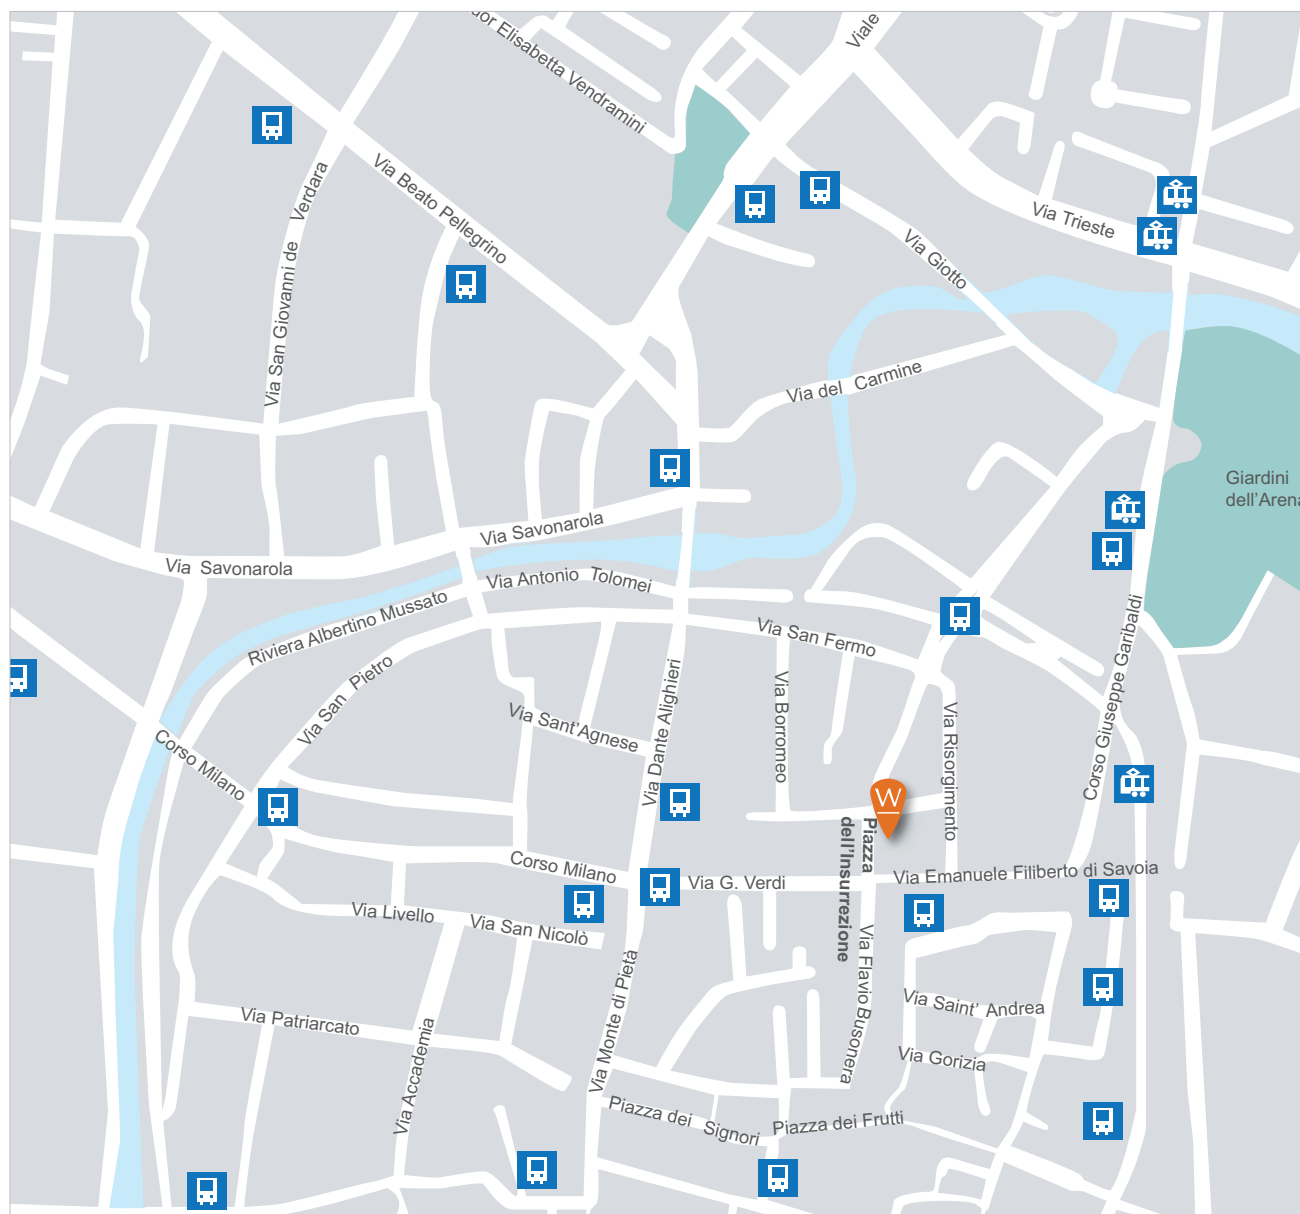 Viale
dor Elisabetta Vendramini
Via Beato Pellegrino
Via San Giovanni de Verdara
Via Trieste
Via Giotto
Via del Carmine
Giardini
dell'Arena
Via Savonarola
Via Savonarola
Via Antonio Tolomei
Riviera Albertino Mussato
Via San Fermo
Via San Pietro
Via Sant'Agnese
Via Dante Alighieri
Via Borromeo
Via Risorgimento
Corso Giuseppe Garibaldi
Corso Milano
W
Piazza
dell'Insurrezione
Corso Milano
Via G. Verdi
Via Emanuele Filiberto di Savoia
Via Livello
Via San Nicolò
Via Flavio Busonera
Via Monte di Pietà
Via Saint' Andrea
Via Patriarcato
Via Gorizia
Via Accademia
Piazza dei Signori
Piazza dei Frutti